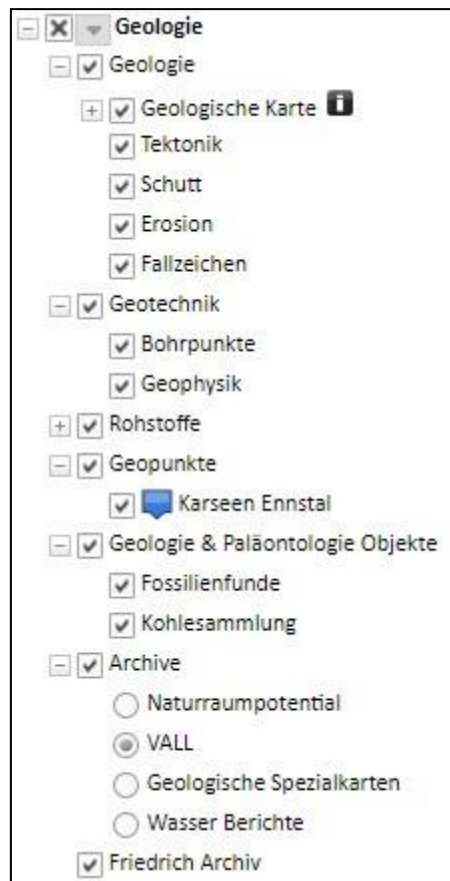 Geologie
Geologie
Geologische Karte i
Tektonik
Schutt
Erosion
Fallzeichen
Geotechnik
Bohrpunkte
Geophysik
Rohstoffe
Geopunkte
Karseen Ennstal
Geologie & Paläontologie Objekte
Fossilienfunde
Kohlesammlung
Archive
Naturraumpotential
VALL
Geologische Spezialkarten
Wasser Berichte
Friedrich Archiv